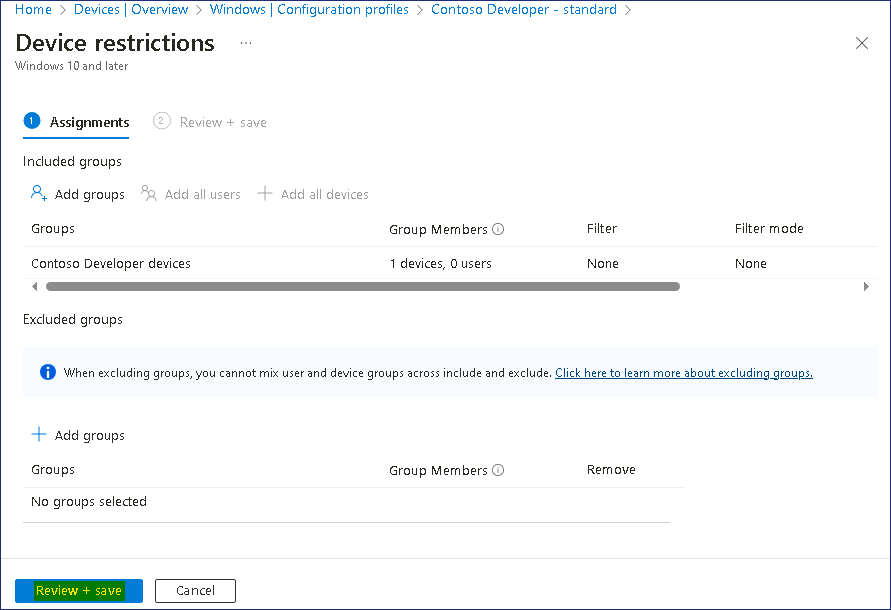 Home > Devices | Overview > Windows | Configuration profiles > Contoso Developer - standard >
Device restrictions ...
Windows 10 and later
1 Assignments 2 Review + save
Included groups
Add groups Add all users Add all devices
Groups Group Members Filter Filter mode
Contoso Developer devices 1 devices, 0 users None None
Excluded groups
When excluding groups, you cannot mix user and device groups across include and exclude. Click here to learn more about excluding groups.
Add groups
Groups Group Members Remove
No groups selected
Review + save Cancel